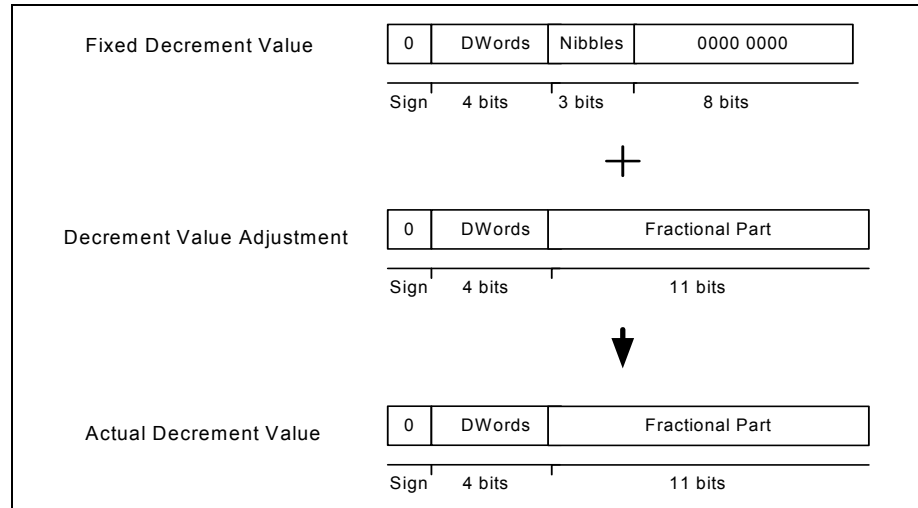 Fixed Decrement Value
0 DWords Nibbles 0000 0000
Sign 4 bits 3 bits 8 bits
+
Decrement Value Adjustment
0 DWords Fractional Part
Sign 4 bits 11 bits
Actual Decrement Value
0 DWords Fractional Part
Sign 4 bits 11 bits